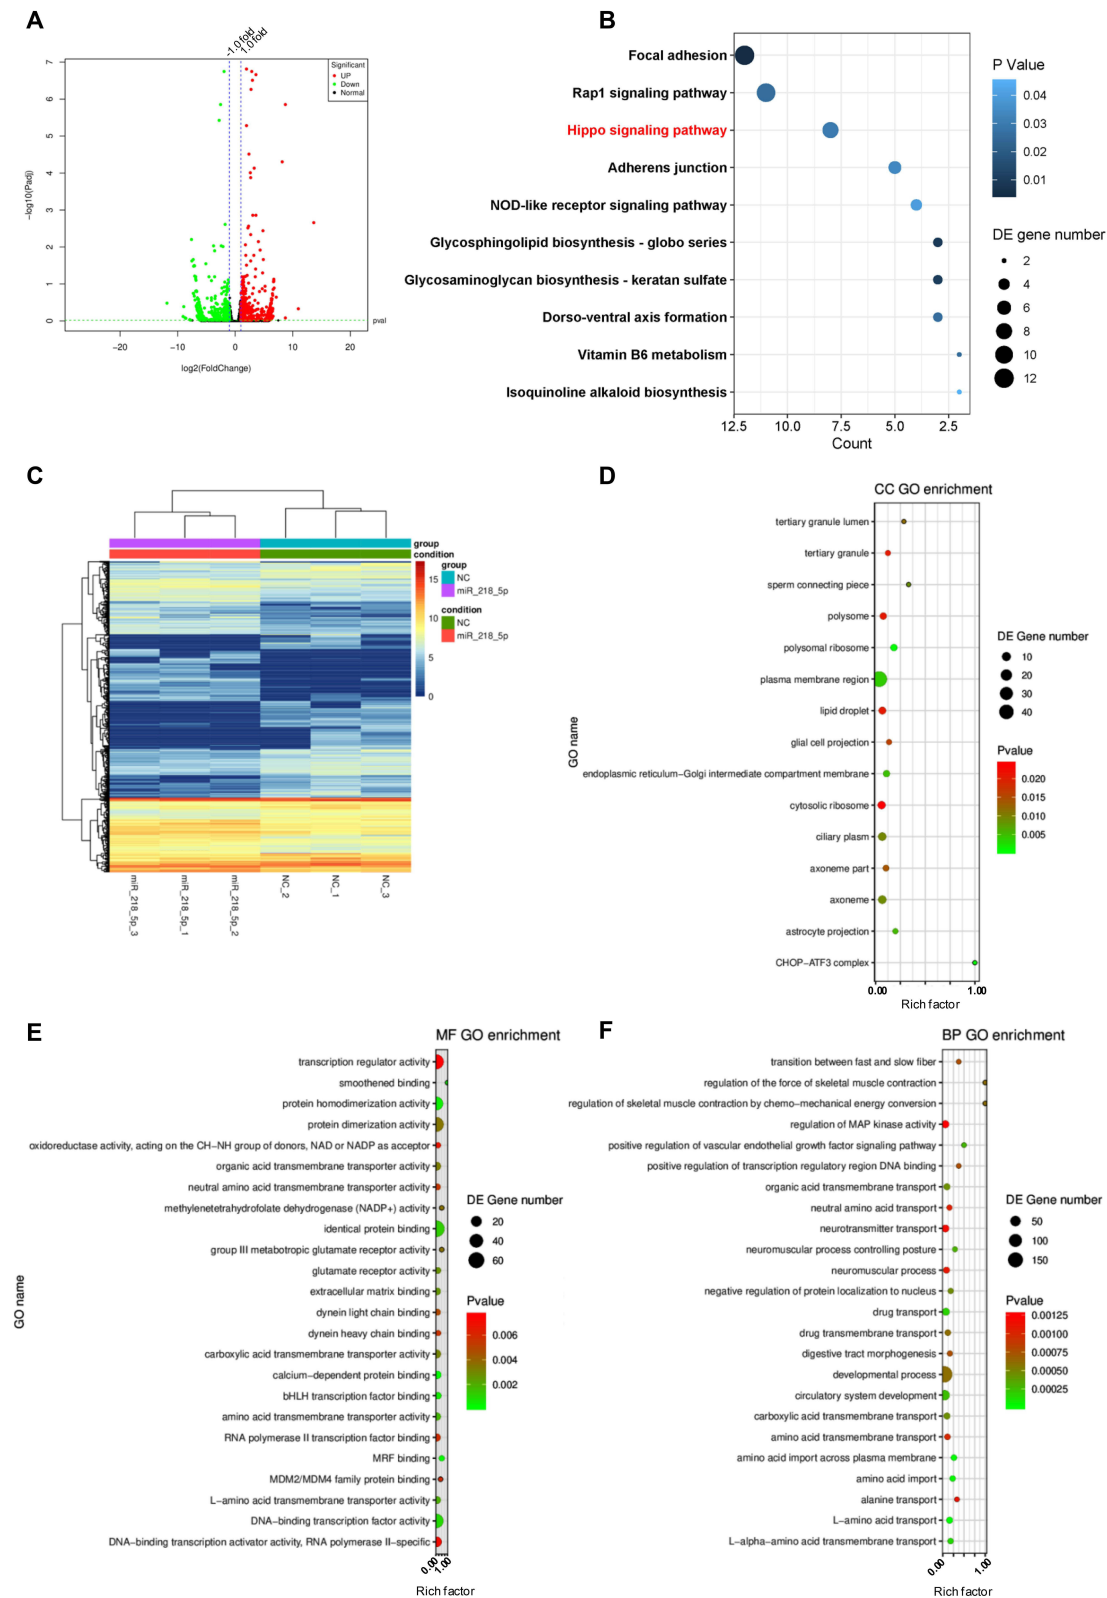 A
-1.0 fold
1.0 fold
Significant
UP
Down
Normal
7
6
5
4
3
2
1
0
-log10(Padj)
pval
-20
-10
0
10
20
log2(FoldChange)
B
Focal adhesion
Rap1 signaling pathway
Hippo signaling pathway
Adherens junction
NOD-like receptor signaling pathway
Glycosphingolipid biosynthesis - globo series
Glycosaminoglycan biosynthesis - keratan sulfate
Dorso-ventral axis formation
Vitamin B6 metabolism
Isoquinoline alkaloid biosynthesis
12.5
10.0
7.5
5.0
2.5
Count
P Value
0.04
0.03
0.02
0.01
DE gene number
2
4
6
8
10
12
C
group
condition
group
NC
miR_218_5p
condition
NC
miR_218_5p
15
10
5
0
miR_218_5p_3
miR_218_5p_1
miR_218_5p_2
NC_2
NC_1
NC_3
D
CC GO enrichment
GO name
tertiary granule lumen
tertiary granule
sperm connecting piece
polysome
polysomal ribosome
plasma membrane region
lipid droplet
glial cell projection
endoplasmic reticulum-Golgi intermediate compartment membrane
cytosolic ribosome
ciliary plasm
axoneme part
axoneme
astrocyte projection
CHOP-ATF3 complex
0.00
1.00
Rich factor
DE Gene number
10
20
30
40
Pvalue
0.020
0.015
0.010
0.005
E
MF GO enrichment
GO name
transcription regulator activity
smoothened binding
protein homodimerization activity
protein dimerization activity
oxidoreductase activity, acting on the CH-NH group of donors, NAD or NADP as acceptor
organic acid transmembrane transporter activity
neutral amino acid transmembrane transporter activity
methylenetetrahydrofolate dehydrogenase (NADP+) activity
identical protein binding
group III metabotropic glutamate receptor activity
glutamate receptor activity
extracellular matrix binding
dynein light chain binding
dynein heavy chain binding
carboxylic acid transmembrane transporter activity
calcium-dependent protein binding
bHLH transcription factor binding
amino acid transmembrane transporter activity
RNA polymerase II transcription factor binding
MRF binding
MDM2/MDM4 family protein binding
L-amino acid transmembrane transporter activity
DNA-binding transcription factor activity
DNA-binding transcription activator activity, RNA polymerase II-specific
0.00
1.00
Rich factor
DE Gene number
20
40
60
Pvalue
0.006
0.004
0.002
F
BP GO enrichment
transition between fast and slow fiber
regulation of the force of skeletal muscle contraction
regulation of skeletal muscle contraction by chemo-mechanical energy conversion
regulation of MAP kinase activity
positive regulation of vascular endothelial growth factor signaling pathway
positive regulation of transcription regulatory region DNA binding
organic acid transmembrane transport
neutral amino acid transport
neurotransmitter transport
neuromuscular process controlling posture
neuromuscular process
negative regulation of protein localization to nucleus
drug transport
drug transmembrane transport
digestive tract morphogenesis
developmental process
circulatory system development
carboxylic acid transmembrane transport
amino acid transmembrane transport
amino acid import across plasma membrane
amino acid import
alanine transport
L-amino acid transport
L-alpha-amino acid transmembrane transport
0.00
1.00
Rich factor
DE Gene number
50
100
150
Pvalue
0.00125
0.00100
0.00075
0.00050
0.00025